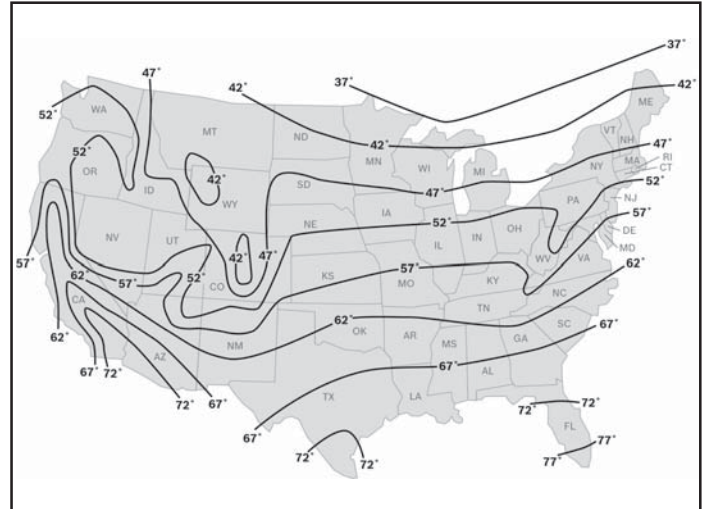 37˚
47˚
42˚
37˚
42˚
52˚
WA
ME
MT
ND
VT
NH
52˚
42˚
MN
47˚
OR
WI
MI
NY
MA
RI
CT
ID
42˚
SD
47˚
52˚
WY
PA
NJ
IA
52˚
OH
57˚
NE
NV
UT
42˚
47˚
IL
IN
DE
MD
57˚
62˚
57˚
52˚
CO
KS
57˚
WV
VA
62˚
MO
KY
CA
NC
TN
62˚
62˚
OK
AR
SC
67˚
NM
AZ
MS
GA
67˚
72˚
67˚
AL
72˚
67˚
TX
LA
72˚
72˚
67˚
FL
77˚
72˚
72˚
77˚